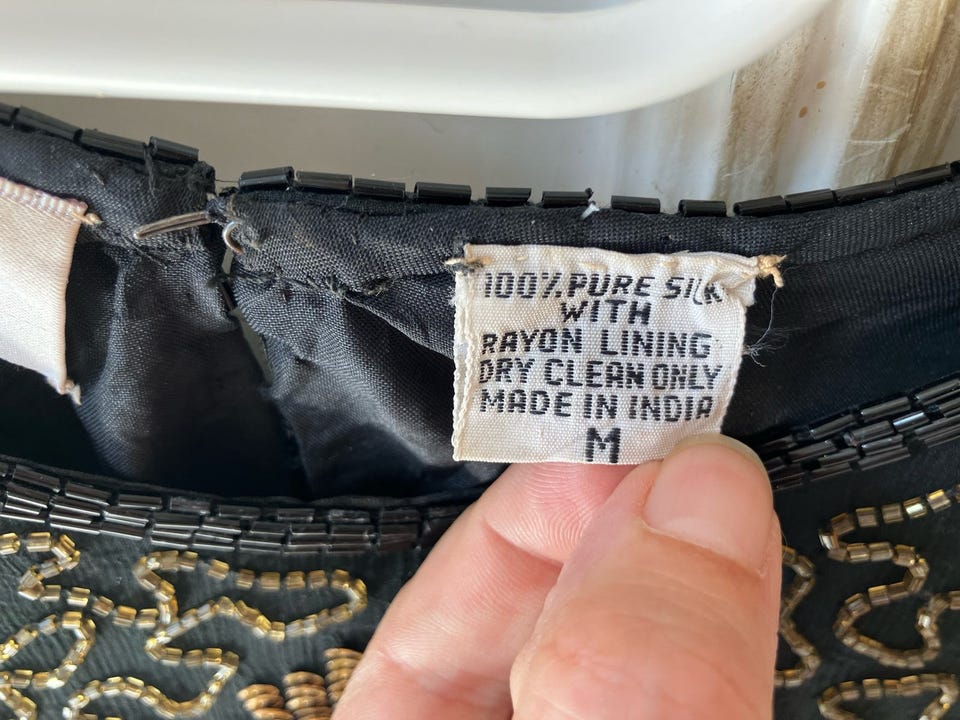 100% PURE SILK
WITH
RAYON LINING
DRY CLEAN ONLY
MADE IN INDIA
M